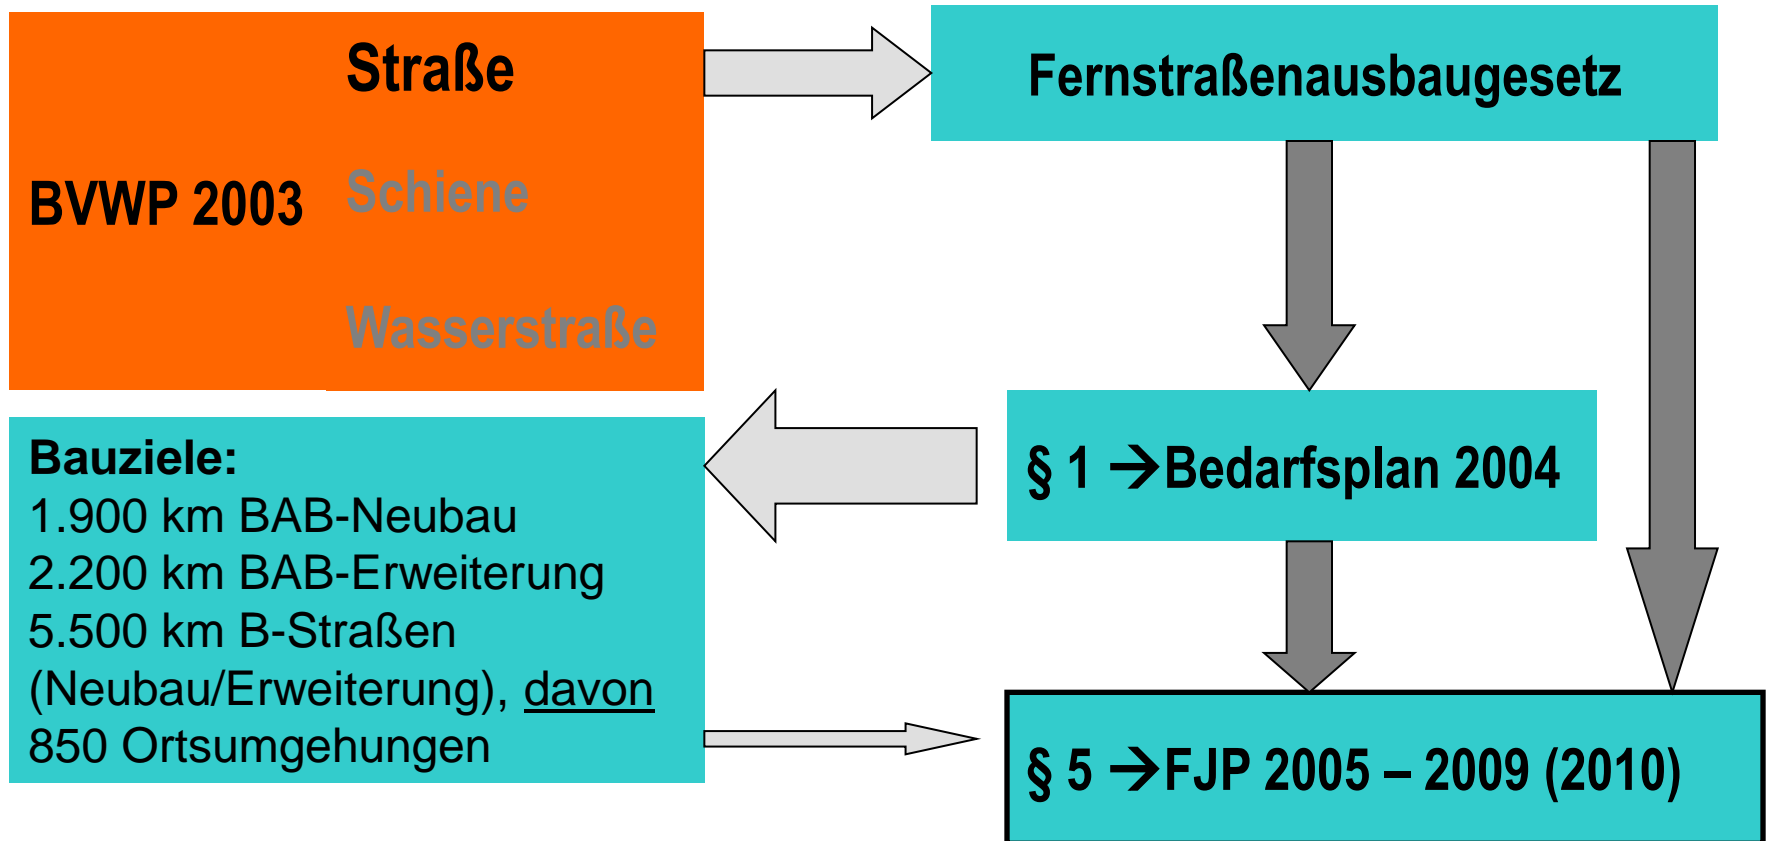 Straße
BVWP 2003
Schiene
Wasserstraße
Fernstraßenausbaugesetz
§ 1 →Bedarfsplan 2004
Bauziele:
1.900 km BAB-Neubau
2.200 km BAB-Erweiterung
5.500 km B-Straßen
(Neubau/Erweiterung), davon
850 Ortsumgehungen
§ 5 →FJP 2005 – 2009 (2010)